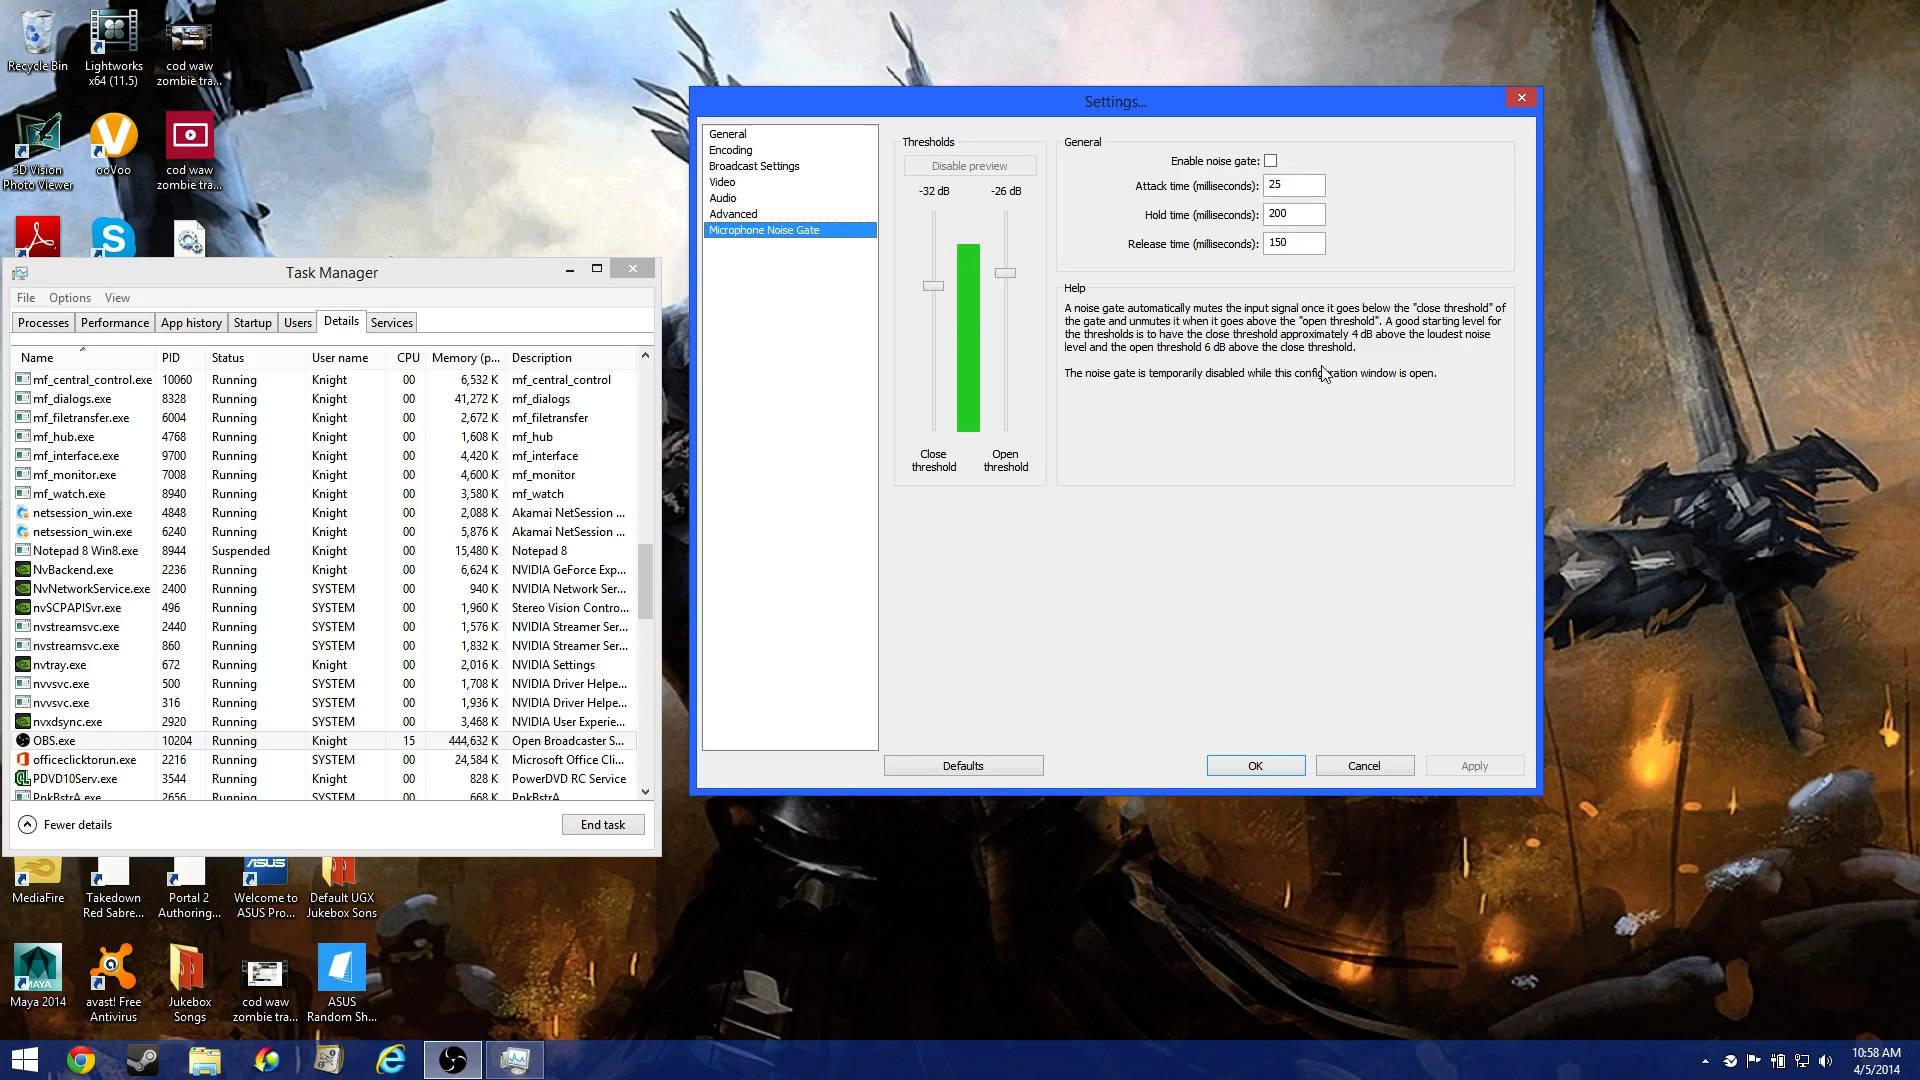 Recycle Bin
Lightworks
x64 (11.5)
cod waw
zombie tra...
3D Vision
Photo Viewer
ooVoo
cod waw
zombie tra...
Task Manager
File Options View
Processes Performance App history Startup Users Details Services
Name PID Status User name CPU Memory (p... Description
mf_central_control.exe 10060 Running Knight 00 6,532 K mf_central_control
mf_dialogs.exe 8328 Running Knight 00 41,272 K mf_dialogs
mf_filetransfer.exe 6004 Running Knight 00 2,672 K mf_filetransfer
mf_hub.exe 4768 Running Knight 00 1,608 K mf_hub
mf_interface.exe 9700 Running Knight 00 4,420 K mf_interface
mf_monitor.exe 7008 Running Knight 00 4,600 K mf_monitor
mf_watch.exe 8940 Running Knight 00 3,580 K mf_watch
netsession_win.exe 4848 Running Knight 00 2,088 K Akamai NetSession ...
netsession_win.exe 6240 Running Knight 00 5,876 K Akamai NetSession ...
Notepad 8 Win8.exe 8944 Suspended Knight 00 15,480 K Notepad 8
NvBackend.exe 2236 Running Knight 00 6,624 K NVIDIA GeForce Exp...
NvNetworkService.exe 2400 Running SYSTEM 00 940 K NVIDIA Network Ser...
nvSCPAPISvr.exe 496 Running SYSTEM 00 1,960 K Stereo Vision Contro...
nvstreamsvc.exe 2440 Running SYSTEM 00 1,576 K NVIDIA Streamer Ser...
nvstreamsvc.exe 860 Running SYSTEM 00 1,832 K NVIDIA Streamer Ser...
nvtray.exe 672 Running Knight 00 2,016 K NVIDIA Settings
nvvsvc.exe 500 Running SYSTEM 00 1,708 K NVIDIA Driver Helpe...
nvvsvc.exe 316 Running SYSTEM 00 1,936 K NVIDIA Driver Helpe...
nvxdsync.exe 2920 Running SYSTEM 00 3,468 K NVIDIA User Experie...
OBS.exe 10204 Running Knight 15 444,632 K Open Broadcaster S...
officeclicktorun.exe 2216 Running SYSTEM 00 24,584 K Microsoft Office Cli...
PDVD10Serv.exe 3544 Running Knight 00 828 K PowerDVD RC Service
PnkBstrA.exe 2656 Running SYSTEM 00 668 K PnkBstrA
Fewer details
End task
Settings...
General
Encoding
Broadcast Settings
Video
Audio
Advanced
Microphone Noise Gate
Thresholds
Disable preview
-32 dB -26 dB
Close
threshold
Open
threshold
General
Enable noise gate:
Attack time (milliseconds): 25
Hold time (milliseconds): 200
Release time (milliseconds): 150
Help
A noise gate automatically mutes the input signal once it goes below the "close threshold" of
the gate and unmutes it when it goes above the "open threshold". A good starting level for
the thresholds is to have the close threshold approximately 4 dB above the loudest noise
level and the open threshold 6 dB above the close threshold.
The noise gate is temporarily disabled while this configuration window is open.
Defaults
OK
Cancel
Apply
MediaFire
Takedown
Red Sabre...
Portal 2
Authoring...
ASUS
Welcome to
ASUS Pro...
Default UGX
Jukebox Sons
MAYA
Maya 2014
avast! Free
Antivirus
Jukebox
Songs
cod waw
zombie tra...
ASUS
Random Sh...
10:58 AM
4/5/2014